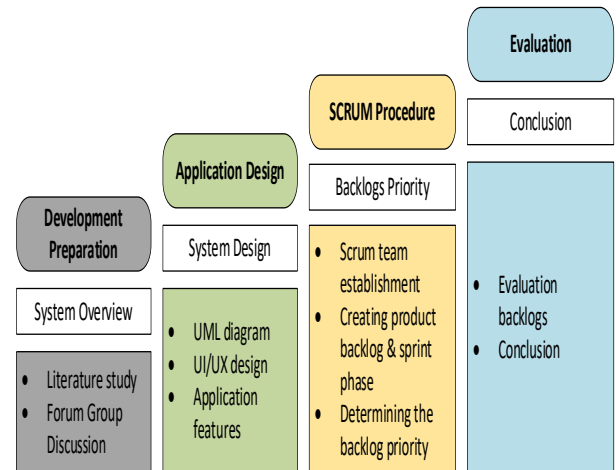 Development
Preparation
System Overview
• Literature study
• Forum Group
Discussion
Application Design
System Design
• UML diagram
• UI/UX design
• Application
features
SCRUM Procedure
Backlogs Priority
• Scrum team
establishment
• Creating product
backlog & sprint
phase
• Determining the
backlog priority
Evaluation
Conclusion
• Evaluation
backlogs
• Conclusion